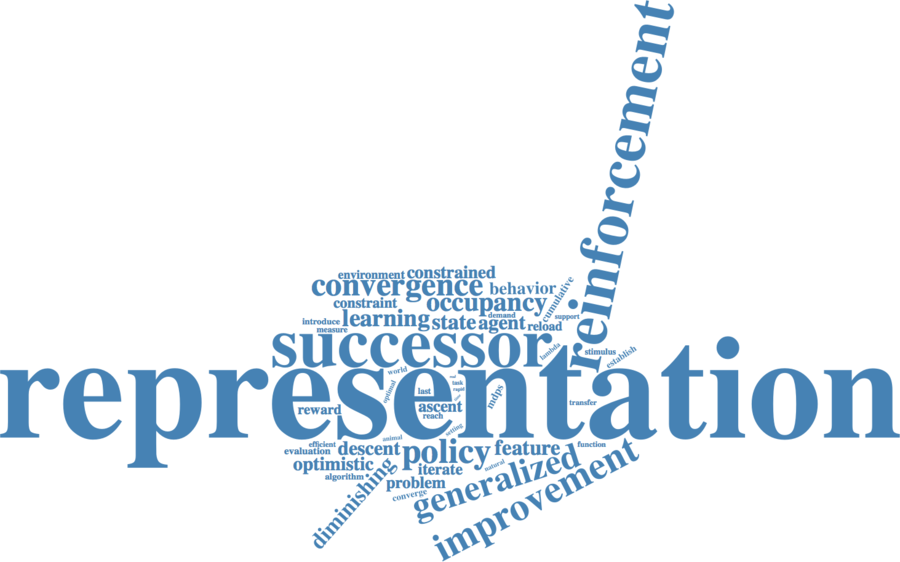 reinforcement
environment
constrained
convergence
behavior
cumulative
constraint
occupancy
introduce
learning
state
agent
demand
reload
support
measure
successor
lambda
stimulus
establish
representation
world
optimal
last
task
rapid
mdps
reward
ascent
reach
transfer
setting
animal
efficient
evaluation
descent
policy
feature
function
optimistic
iterate
natural
algorithm
problem
generalized
converge
diminishing
improvement